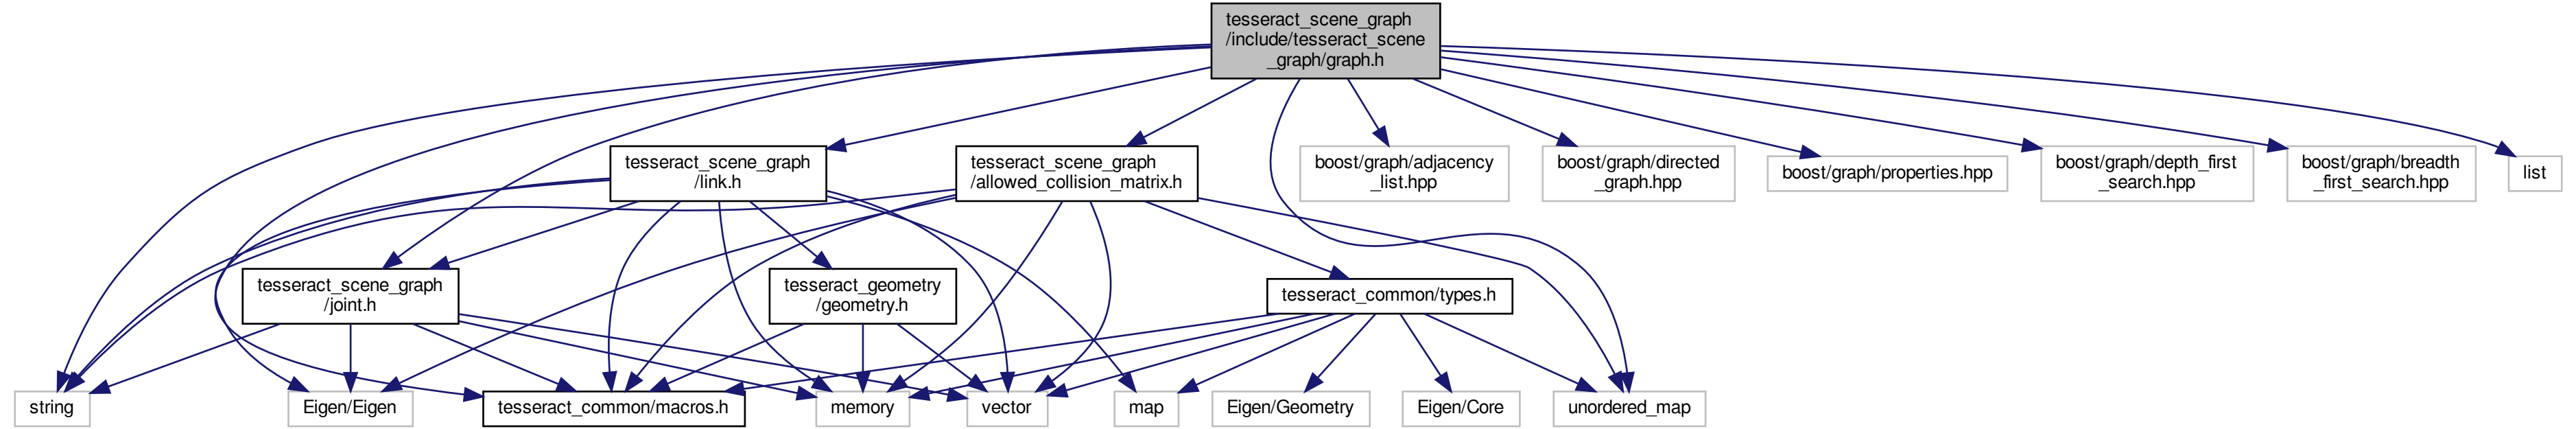 tesseract_scene_graph
/include/tesseract_scene
_graph/graph.h
tesseract_scene_graph
/link.h
tesseract_scene_graph
/allowed_collision_matrix.h
boost/graph/adjacency
_list.hpp
boost/graph/directed
_graph.hpp
boost/graph/properties.hpp
boost/graph/depth_first
_search.hpp
boost/graph/breadth
_first_search.hpp
list
tesseract_scene_graph
/joint.h
tesseract_geometry
/geometry.h
tesseract_common/types.h
string
Eigen/Eigen
tesseract_common/macros.h
memory
vector
map
Eigen/Geometry
Eigen/Core
unordered_map